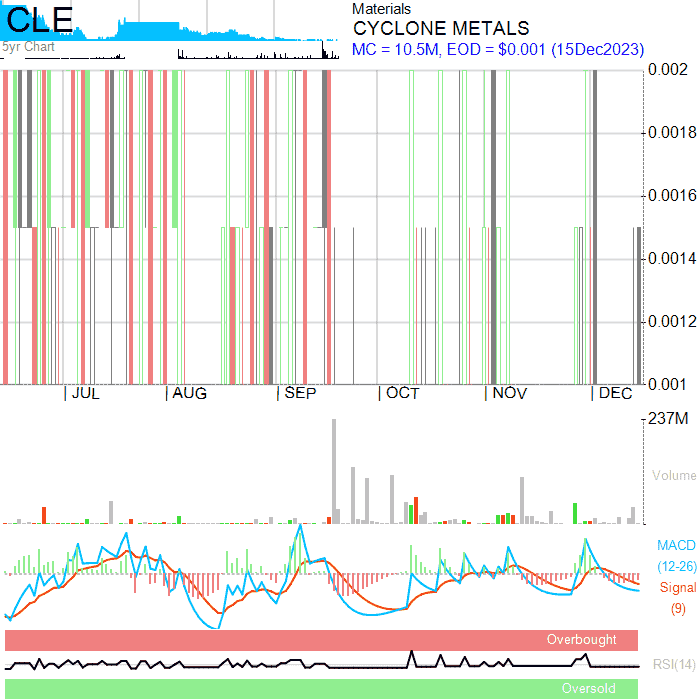 CLE
5yr Chart
Materials
CYCLONE METALS
MC = 10.5M, EOD = $0.001 (15Dec2023)
0.002
0.0018
0.0016
0.0014
0.0012
0.001
JUL AUG SEP OCT NOV DEC
237M
Volume
MACD
(12-26)
Signal
(9)
Overbought
RSI(14)
Oversold